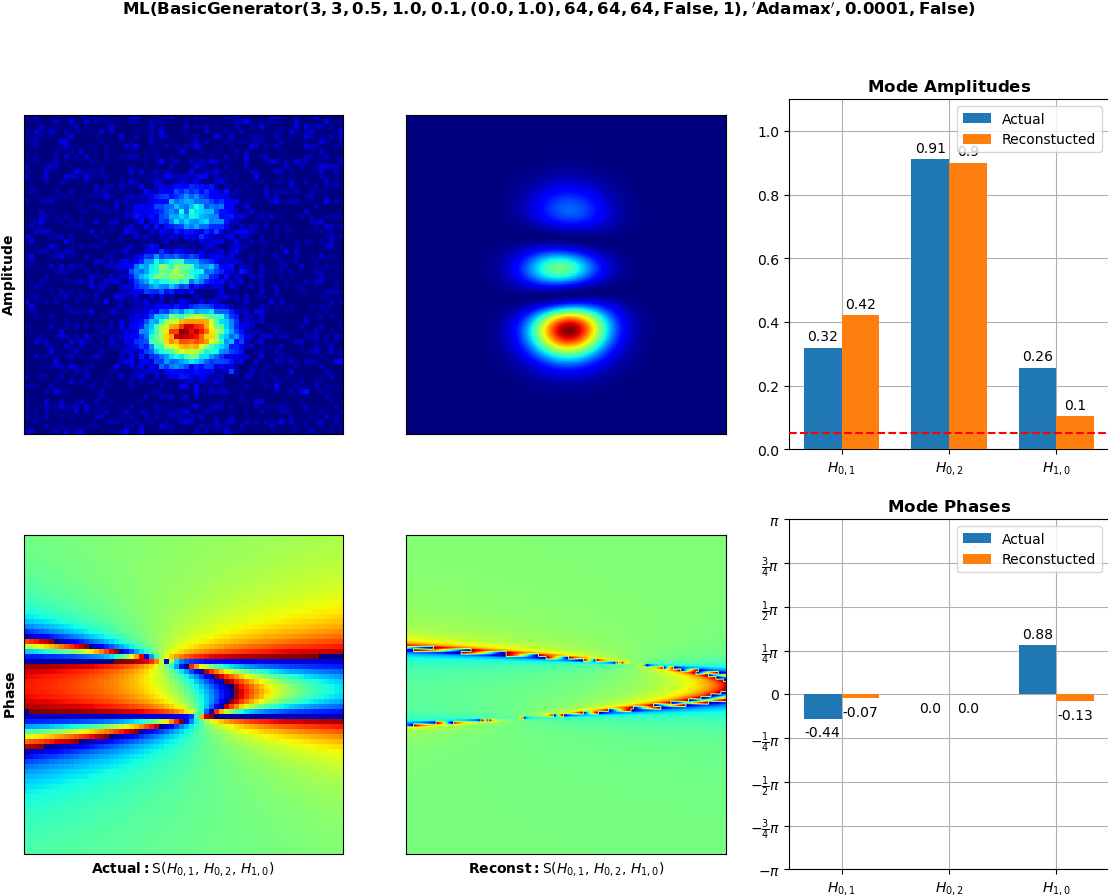 ML(BasicGenerator(3, 3, 0.5, 1.0, 0.1, (0.0, 1.0), 64, 64, 64, False, 1), ′Adamax′, 0.0001, False)
Mode Amplitudes
Actual
Reconstucted
1.0
0.8
0.6
0.4
0.2
0.0
0.32
0.42
0.91
0.9
0.26
0.1
H0,1
H0,2
H1,0
Amplitude
Mode Phases
Actual
Reconstucted
π
3/4π
1/2π
1/4π
0
−1/4π
−1/2π
−3/4π
−π
-0.44
-0.07
0.0
0.0
0.88
-0.13
H0,1
H0,2
H1,0
Phase
Actual: S(H0,1, H0,2, H1,0)
Reconst: S(H0,1, H0,2, H1,0)